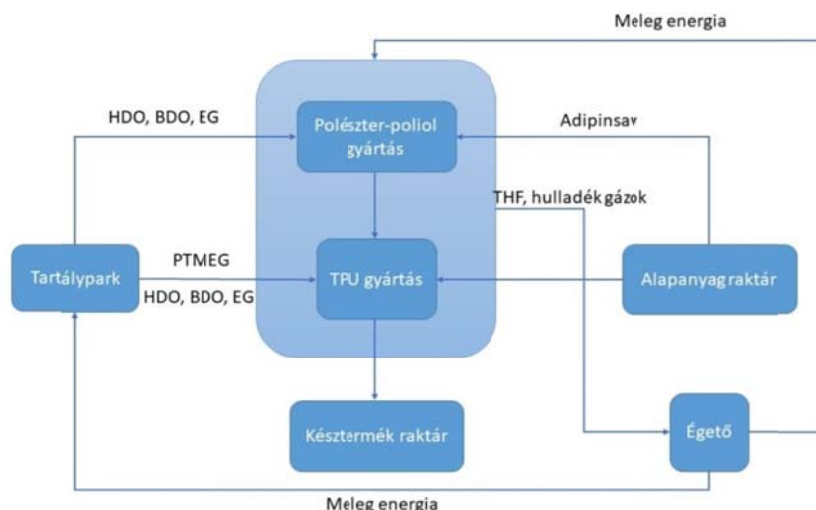 Meleg energia
HDO, BDO, EG
Poliészter-poliol
gyártás
Adipinsav
THF, hulladék gázok
Tartálypark
PTMEG
HDO, BDO, EG
TPU gyártás
Alapanyag raktár
Késztermék raktár
Égető
Meleg energia